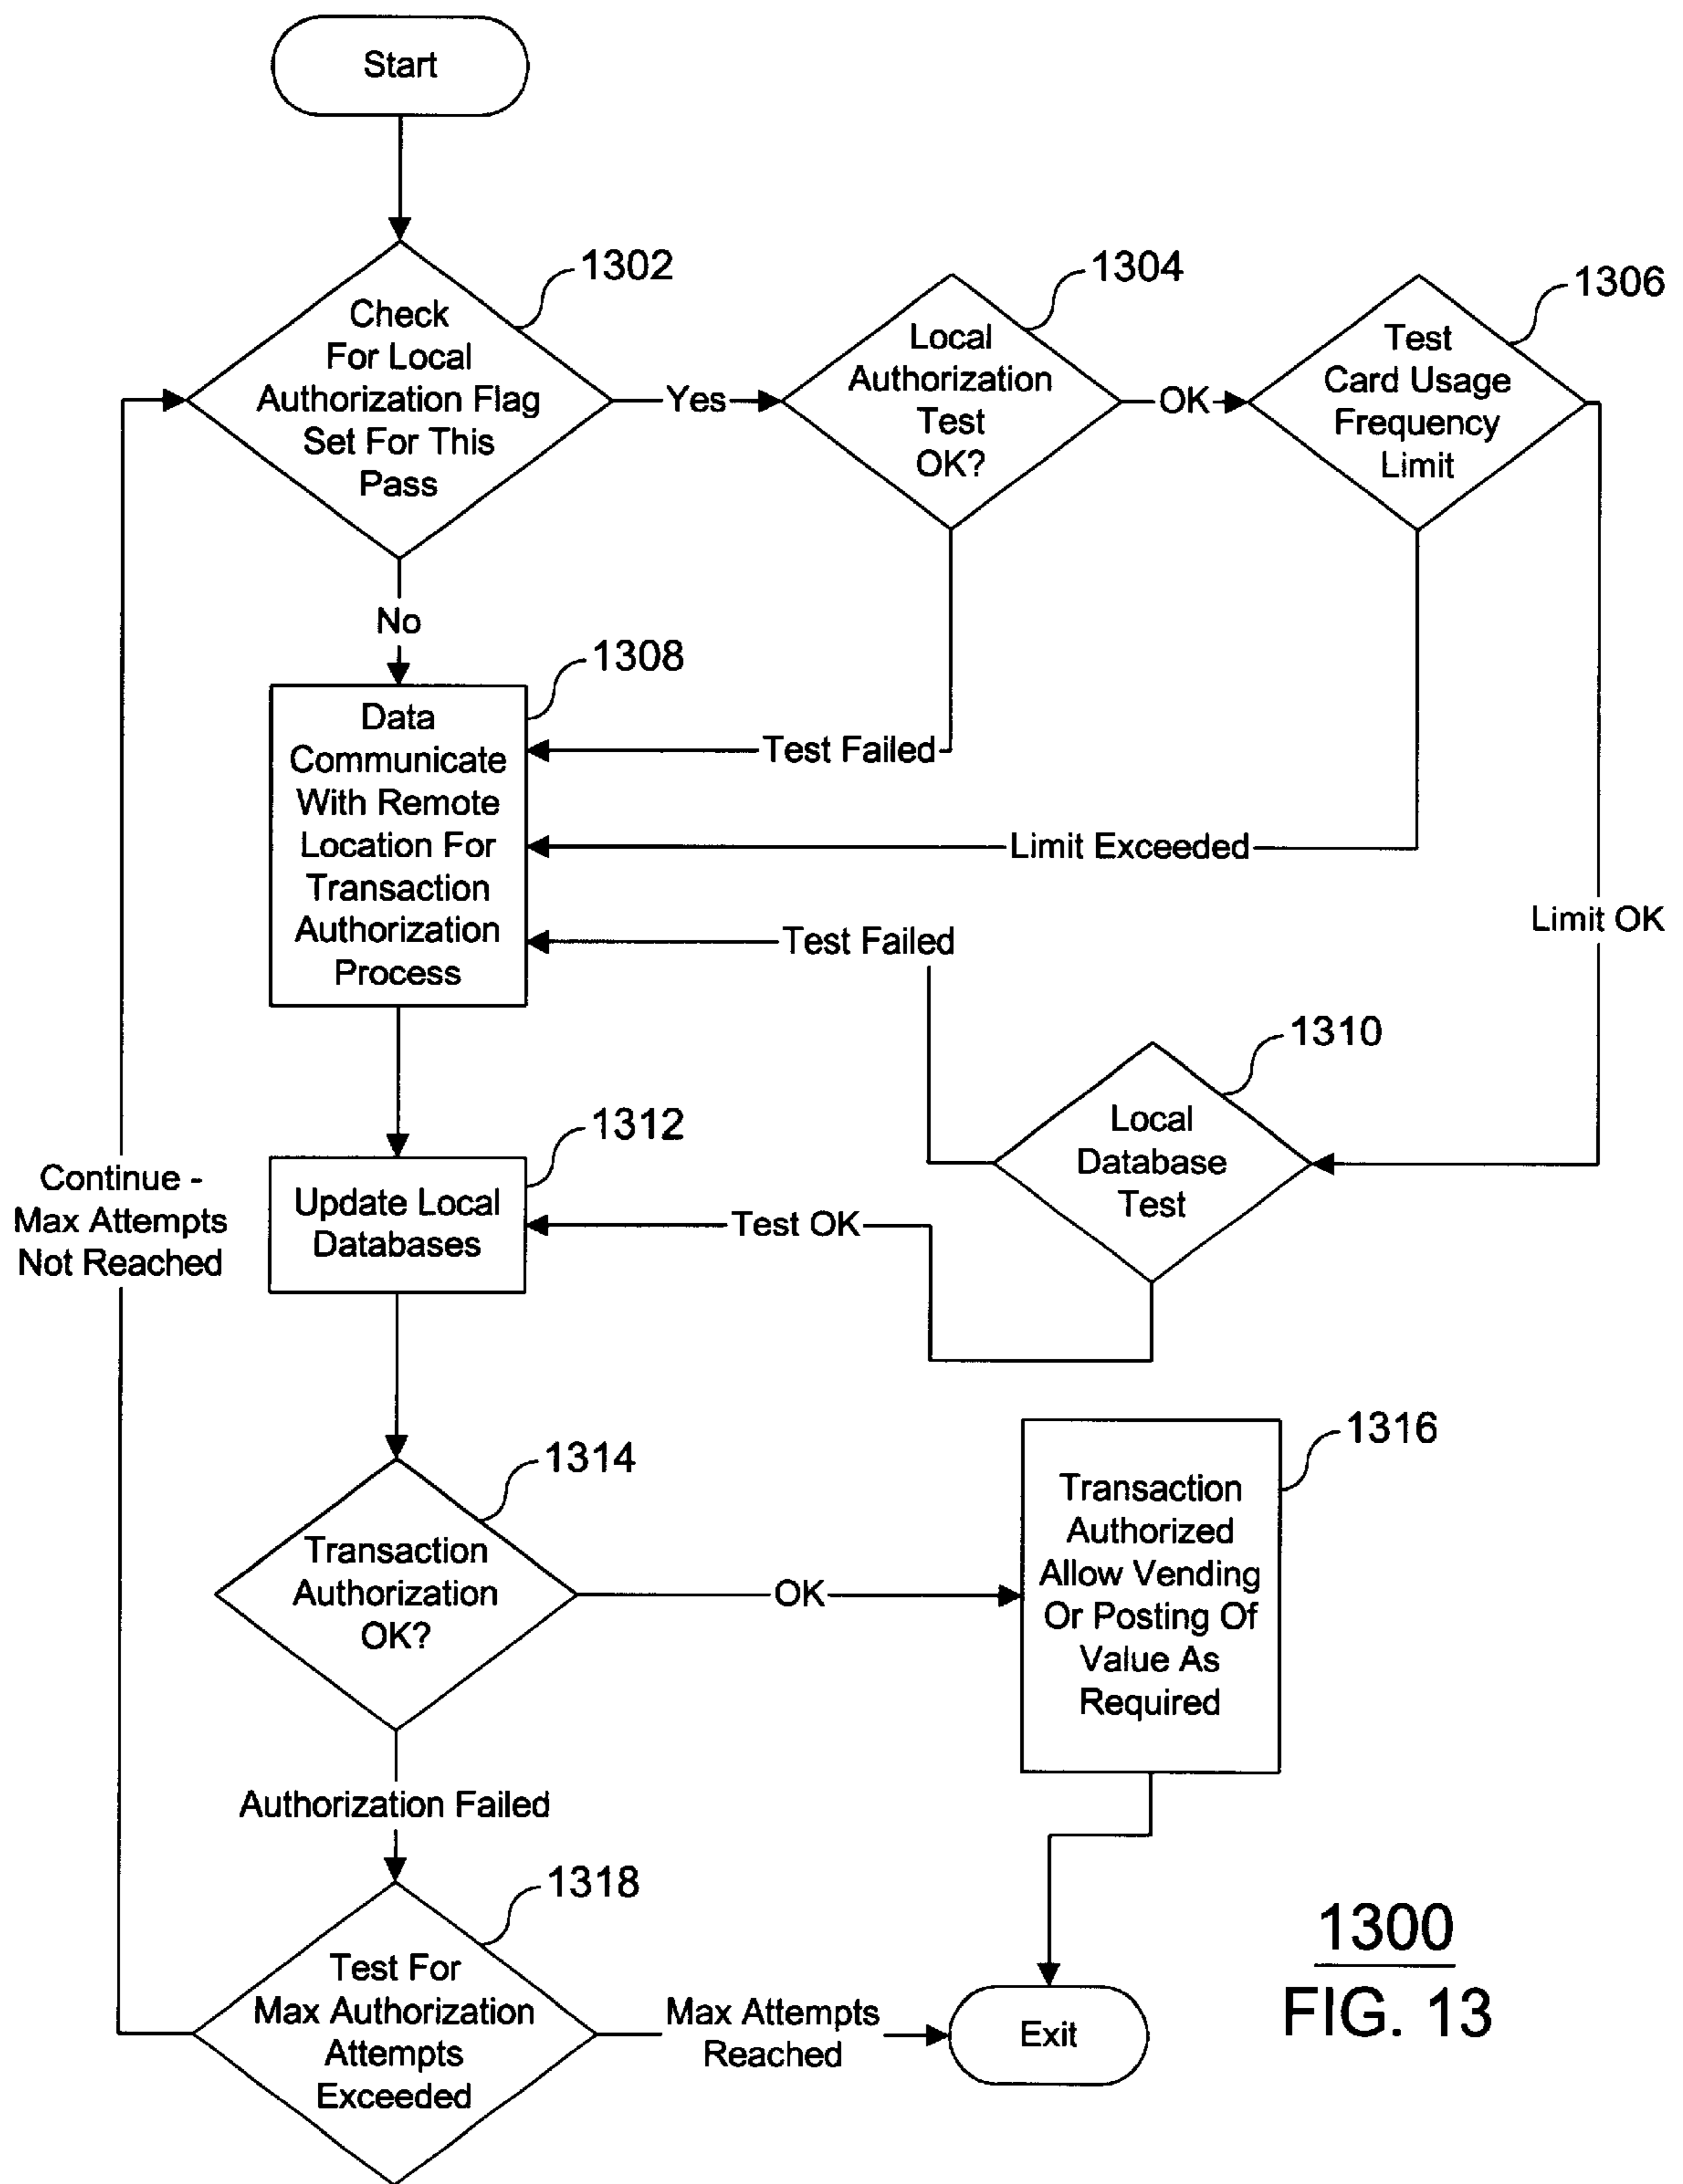 Start
1302
Check
For Local
Authorization Flag
Set For This
Pass
Yes
1304
Local
Authorization
Test
OK?
OK
1306
Test
Card Usage
Frequency
Limit
No
1308
Data
Communicate
With Remote
Location For
Transaction
Authorization
Process
Test Failed
Limit Exceeded
Test Failed
Limit OK
1310
Local
Database
Test
1312
Update Local
Databases
Test OK
Continue -
Max Attempts
Not Reached
1314
Transaction
Authorization
OK?
OK
1316
Transaction
Authorized
Allow Vending
Or Posting Of
Value As
Required
Authorization Failed
1318
Test For
Max Authorization
Attempts
Exceeded
Max Attempts
Reached
Exit
1300
FIG. 13